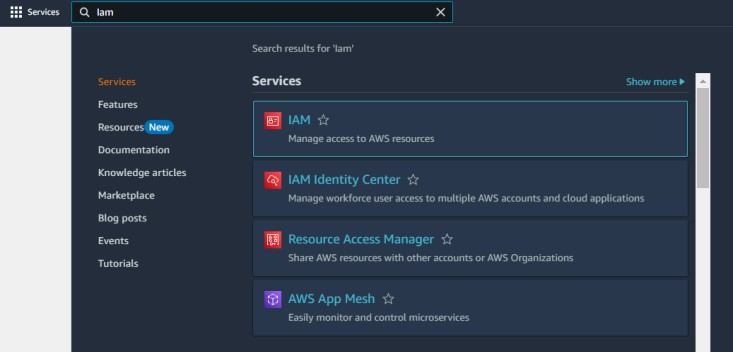 Services
Iam
Search results for 'Iam'
Services
Features
Resources New
Documentation
Knowledge articles
Marketplace
Blog posts
Events
Tutorials
Services
Show more
IAM
Manage access to AWS resources
IAM Identity Center
Manage workforce user access to multiple AWS accounts and cloud applications
Resource Access Manager
Share AWS resources with other accounts or AWS Organizations
AWS App Mesh
Easily monitor and control microservices